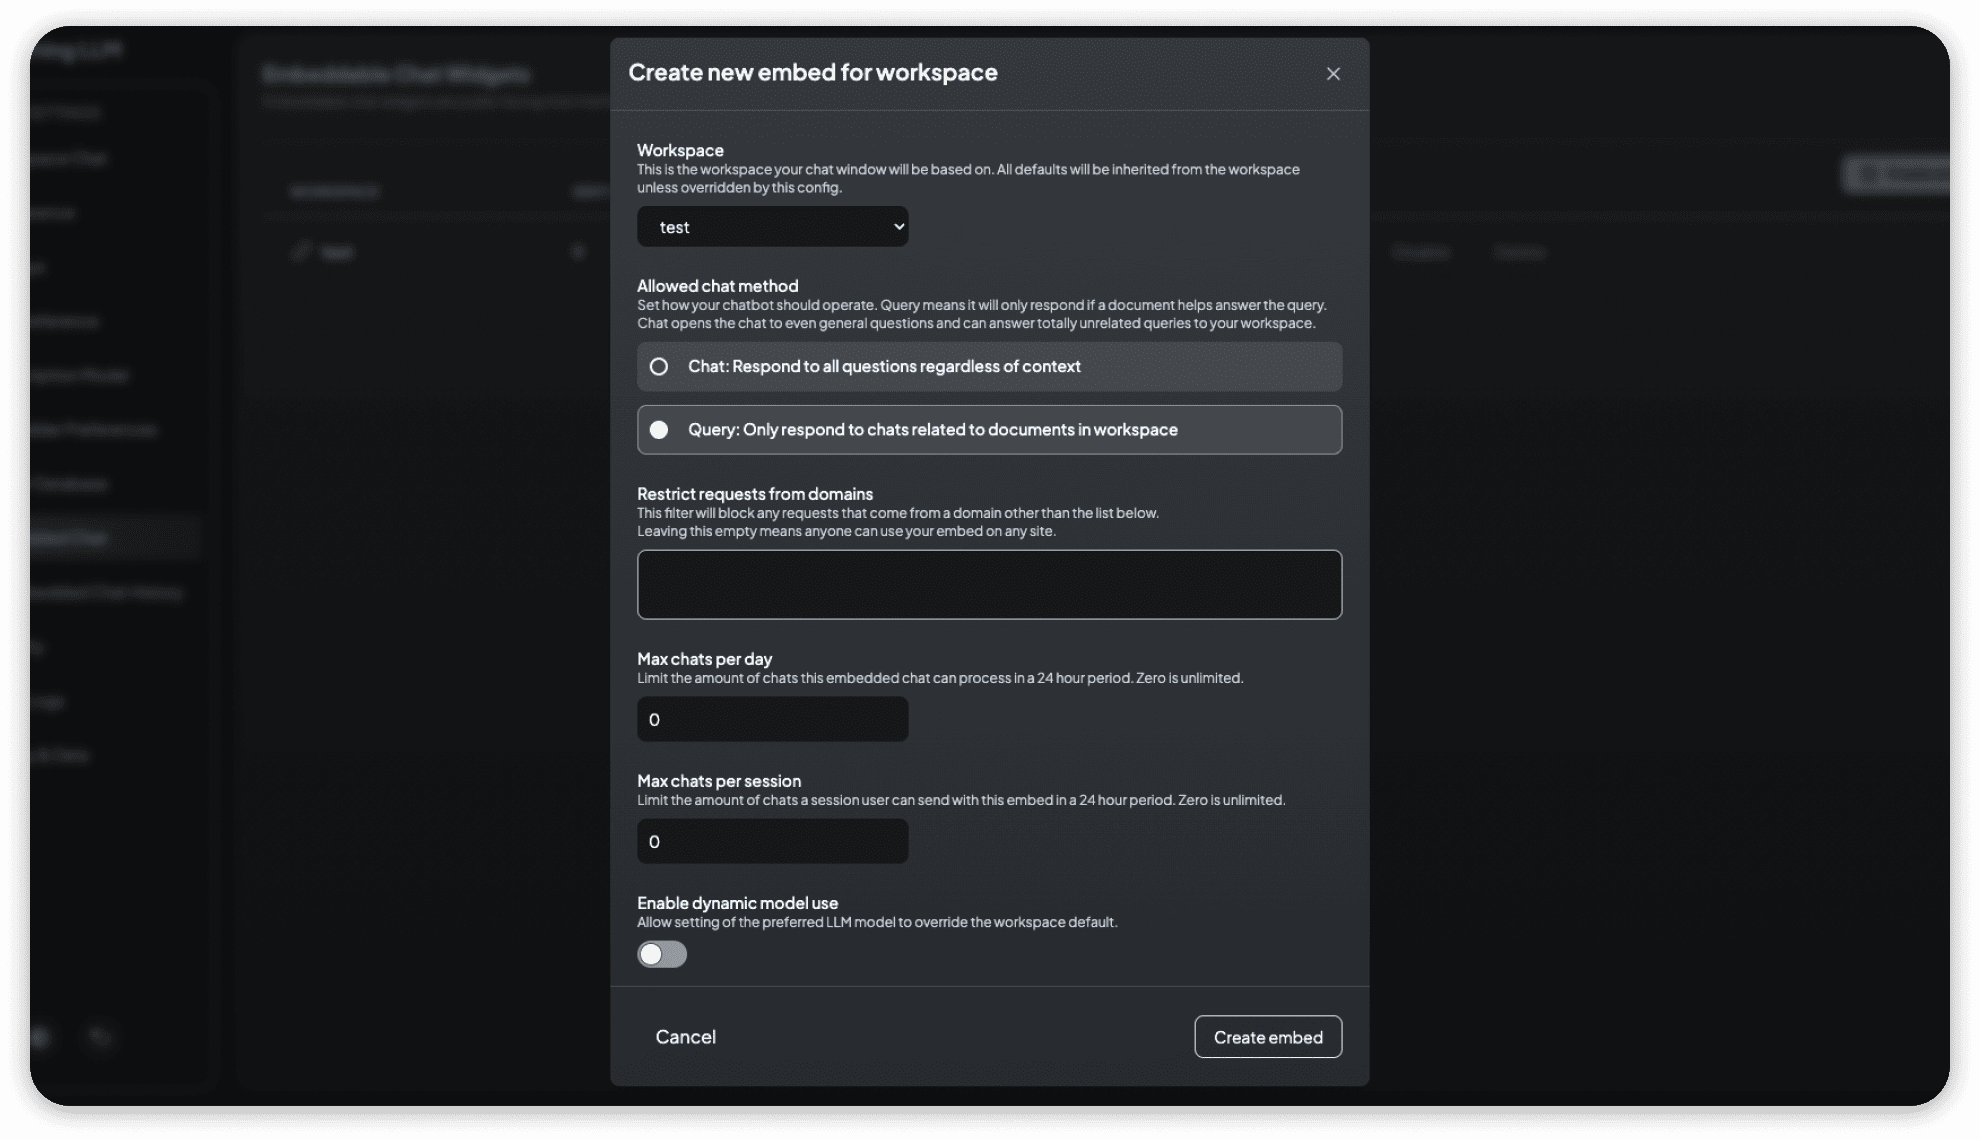 Embeddable Chat Widgets
WORKSPACE
test
Create new embed for workspace
Workspace
This is the workspace your chat window will be based on. All defaults will be inherited from the workspace
unless overridden by this config.
test
Allowed chat method
Set how your chatbot should operate. Query means it will only respond if a document helps answer the query.
Chat opens the chat to even general questions and can answer totally unrelated queries to your workspace.
Chat: Respond to all questions regardless of context
Query: Only respond to chats related to documents in workspace
Restrict requests from domains
This filter will block any requests that come from a domain other than the list below.
Leaving this empty means anyone can use your embed on any site.
Max chats per day
Limit the amount of chats this embedded chat can process in a 24 hour period. Zero is unlimited.
0
Max chats per session
Limit the amount of chats a session user can send with this embed in a 24 hour period. Zero is unlimited.
0
Enable dynamic model use
Allow setting of the preferred LLM model to override the workspace default.
Cancel
Create embed